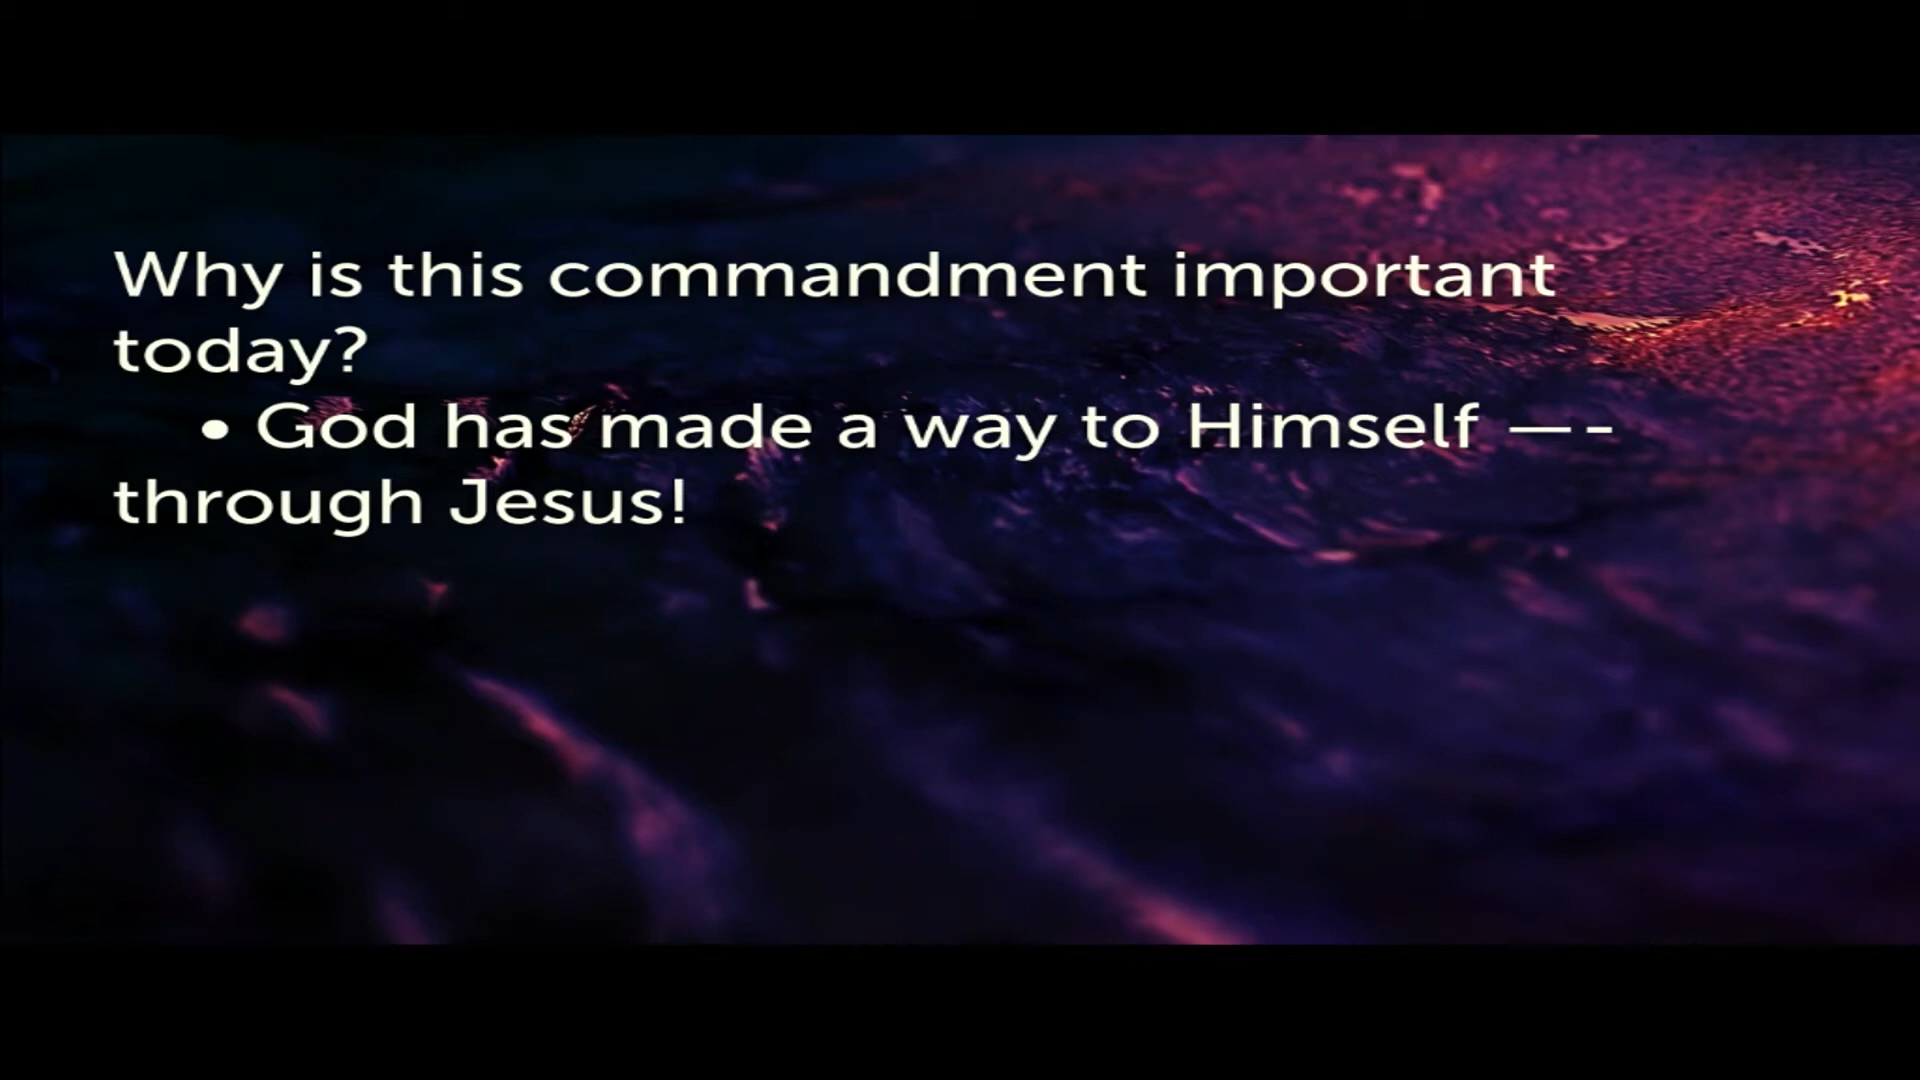 Why is this commandment important
today?
• God has made a way to Himself —-
through Jesus!